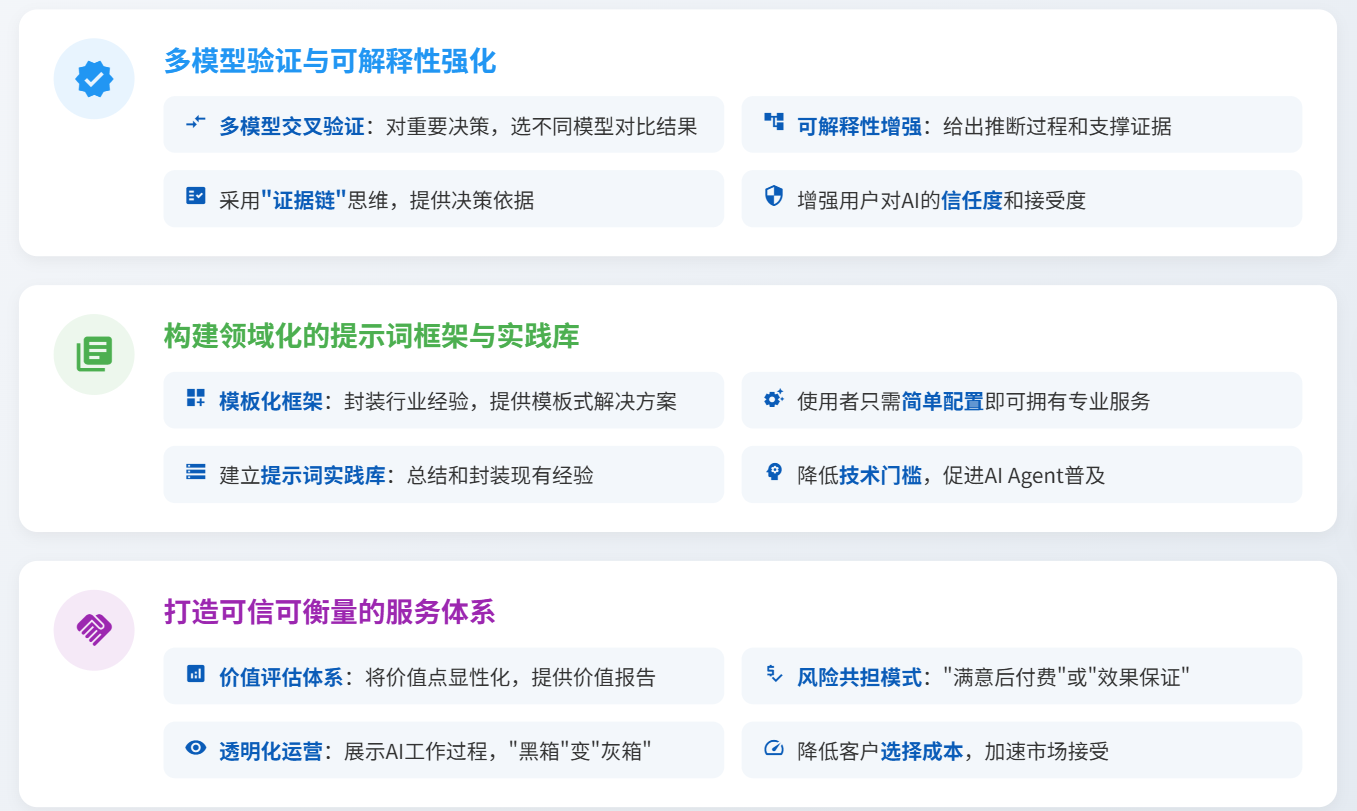 多模型验证与可解释性强化
多模型交叉验证：对重要决策，选不同模型对比结果
可解释性增强：给出推断过程和支撑证据
采用"证据链"思维，提供决策依据
增强用户对AI的信任度和接受度
构建领域化的提示词框架与实践库
模板化框架：封装行业经验，提供模板式解决方案
使用者只需简单配置即可拥有专业服务
建立提示词实践库：总结和封装现有经验
降低技术门槛，促进AI Agent普及
打造可信可衡量的服务体系
价值评估体系：将价值点显性化，提供价值报告
风险共担模式："满意后付费"或"效果保证"
透明化运营：展示AI工作过程，"黑箱"变"灰箱"
降低客户选择成本，加速市场接受